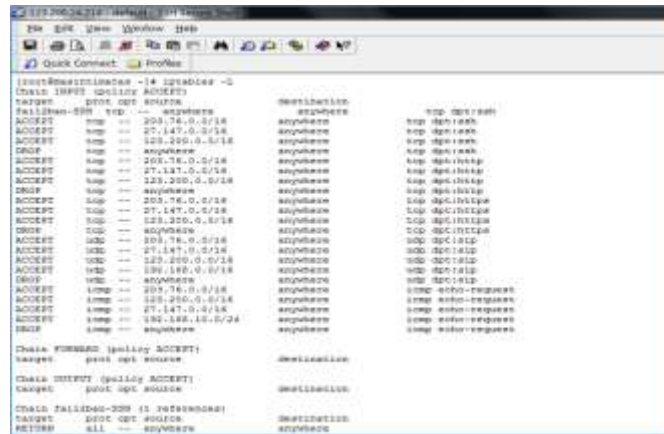 File Edit View Window Help
Quick Connect Profiles
iptables -L
Chain INPUT (policy ACCEPT)
target prot opt source destination
fail2ban-SSH tcp -- anywhere anywhere tcp dpt:ssh
ACCEPT tcp -- 203.76.0.0/16 anywhere tcp dpt:ssh
ACCEPT tcp -- 27.147.0.0/16 anywhere tcp dpt:ssh
ACCEPT tcp -- 123.200.0.0/16 anywhere tcp dpt:ssh
DROP tcp -- anywhere anywhere tcp dpt:ssh
ACCEPT tcp -- 203.76.0.0/16 anywhere tcp dpt:http
ACCEPT tcp -- 27.147.0.0/16 anywhere tcp dpt:http
ACCEPT tcp -- 123.200.0.0/16 anywhere tcp dpt:http
DROP tcp -- anywhere anywhere tcp dpt:http
ACCEPT tcp -- 203.76.0.0/16 anywhere tcp dpt:https
ACCEPT tcp -- 27.147.0.0/16 anywhere tcp dpt:https
ACCEPT tcp -- 123.200.0.0/16 anywhere tcp dpt:https
DROP tcp -- anywhere anywhere tcp dpt:https
ACCEPT udp -- 203.76.0.0/16 anywhere udp dpt:sip
ACCEPT udp -- 27.147.0.0/16 anywhere udp dpt:sip
ACCEPT udp -- 123.200.0.0/16 anywhere udp dpt:sip
ACCEPT udp -- 192.168.0.0/16 anywhere udp dpt:sip
DROP udp -- anywhere anywhere udp dpt:sip
ACCEPT icmp -- 203.76.0.0/16 anywhere icmp echo-request
ACCEPT icmp -- 123.200.0.0/16 anywhere icmp echo-request
ACCEPT icmp -- 27.147.0.0/16 anywhere icmp echo-request
ACCEPT icmp -- 192.168.10.0/24 anywhere icmp echo-request
DROP icmp -- anywhere anywhere icmp echo-request
Chain FORWARD (policy ACCEPT)
target prot opt source destination
Chain OUTPUT (policy ACCEPT)
target prot opt source destination
Chain fail2ban-SSH (1 references)
target prot opt source destination
RETURN all -- anywhere anywhere